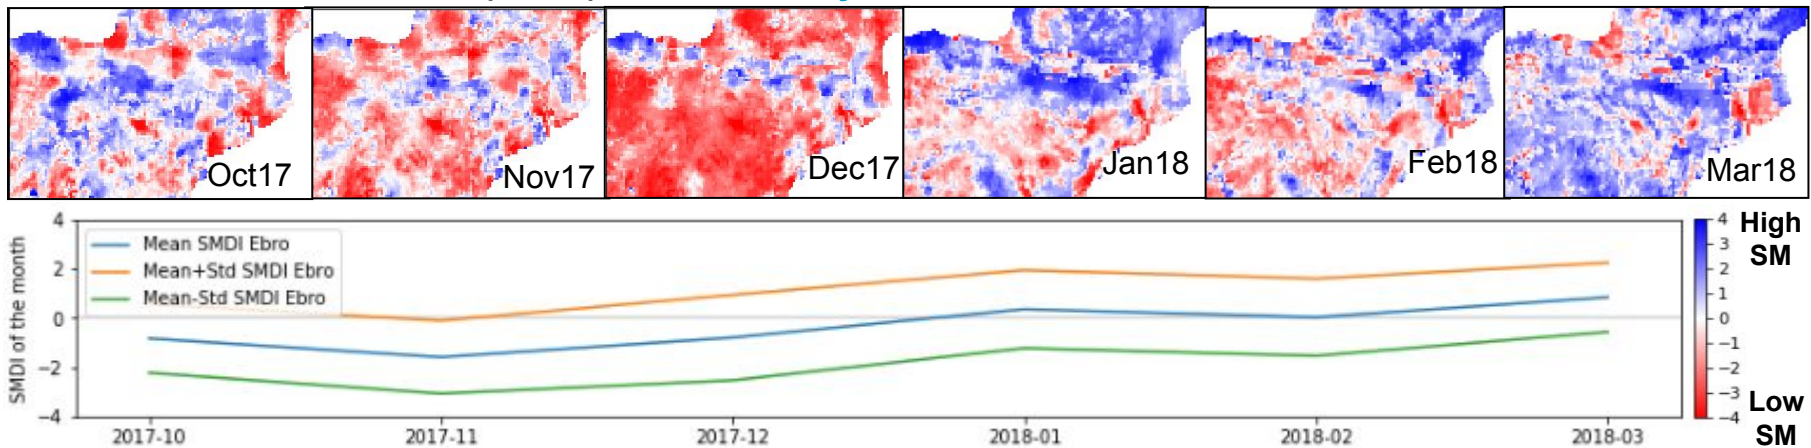 Oct17
Nov17
Dec17
Jan18
Feb18
Mar18
SMDI of the month
4
2
0
−2
−4
Mean SMDI Ebro
Mean+Std SMDI Ebro
Mean-Std SMDI Ebro
2017-10
2017-11
2017-12
2018-01
2018-02
2018-03
4
3
2
1
0
−1
−2
−3
−4
High
SM
Low
SM